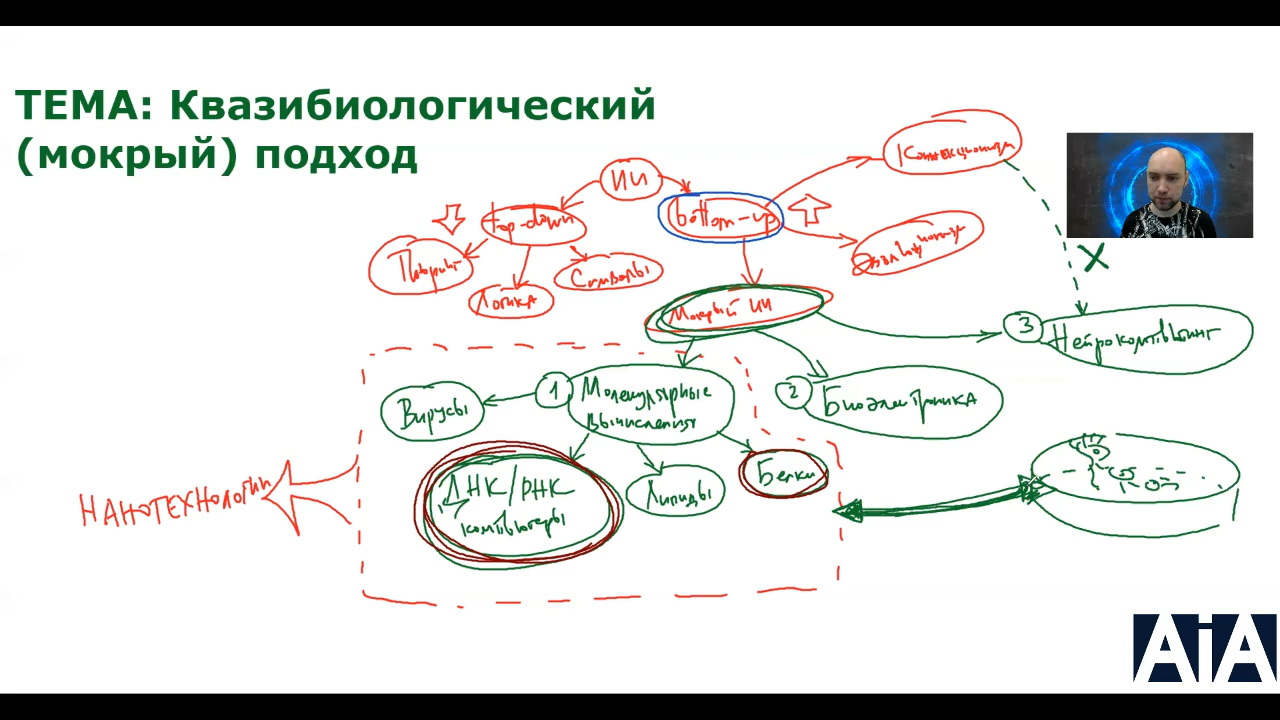 ТЕМА: Квазибиологический
(мокрый) подход
ИИ
top-down
bottom-up
Коннекционизм
Тьюринг
Логика
Символы
Мокрый ИИ
3
Нейрокомпьютинг
1
Молекулярные
вычисления
2
Биоэлектроника
Вирусы
ДНК/РНК
компьютеры
Липиды
Белки
НАНОТЕХНОЛОГИИ
X
AiA